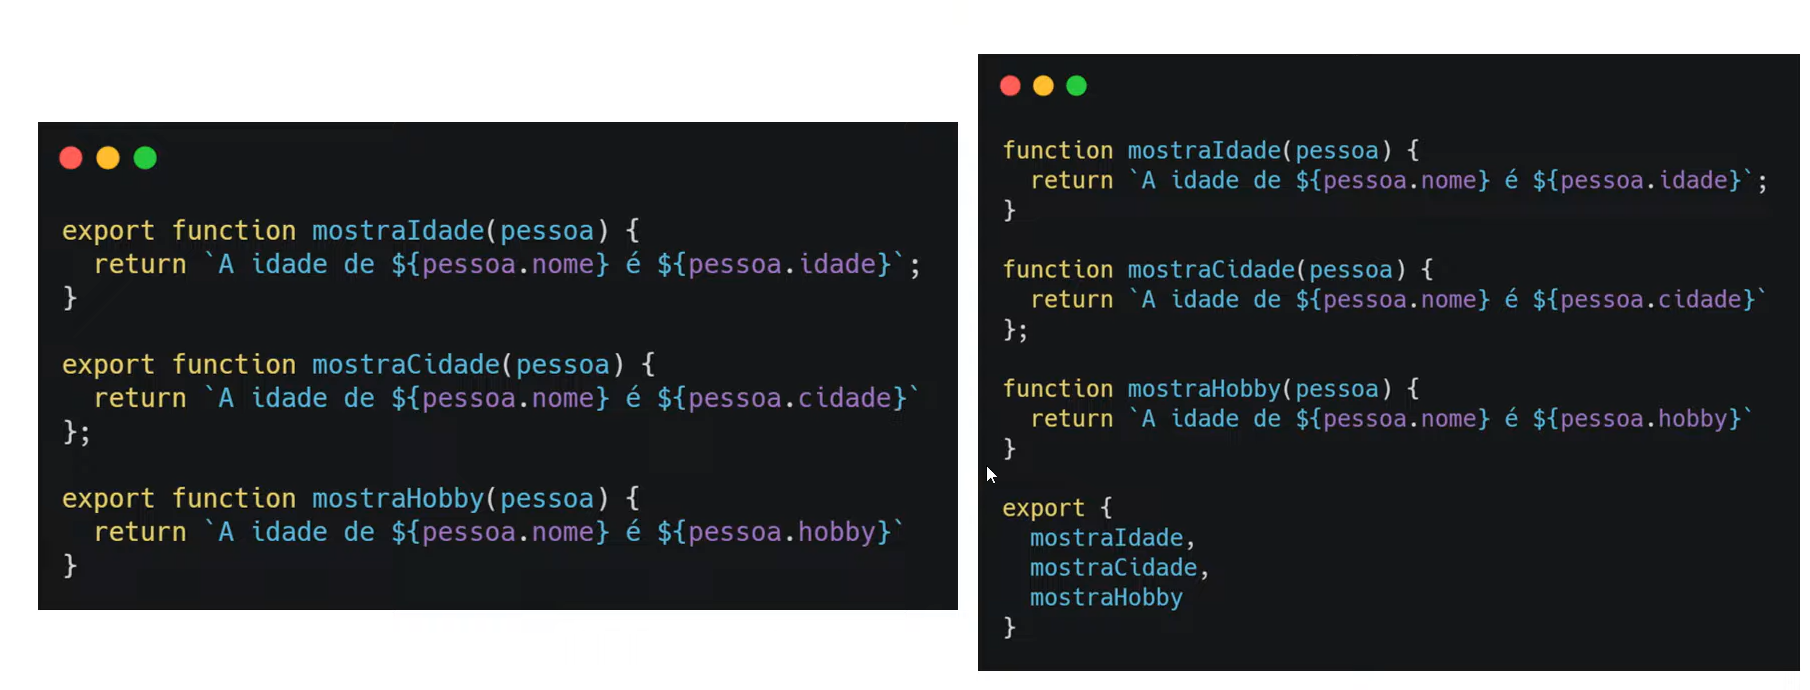 export function mostraIdade(pessoa) {
  return `A idade de ${pessoa.nome} é ${pessoa.idade}`;
}

export function mostraCidade(pessoa) {
  return `A idade de ${pessoa.nome} é ${pessoa.cidade}`
};

export function mostraHobby(pessoa) {
  return `A idade de ${pessoa.nome} é ${pessoa.hobby}`
}

function mostraIdade(pessoa) {
  return `A idade de ${pessoa.nome} é ${pessoa.idade}`;
}

function mostraCidade(pessoa) {
  return `A idade de ${pessoa.nome} é ${pessoa.cidade}`
};

function mostraHobby(pessoa) {
  return `A idade de ${pessoa.nome} é ${pessoa.hobby}`
}

export {
  mostraIdade,
  mostraCidade,
  mostraHobby
}